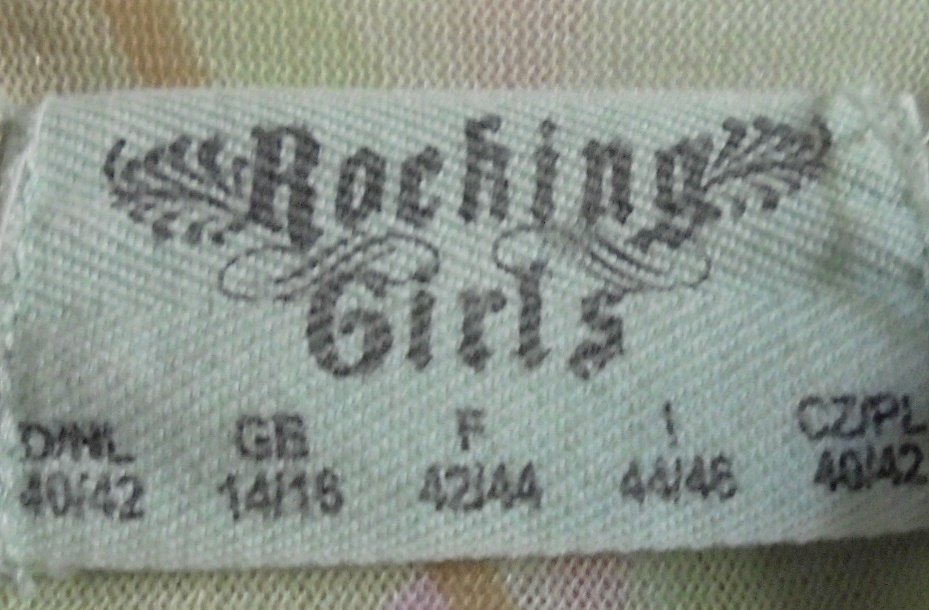 Rocking
Girls
D/NL GB F I CZ/PL
40/42 14/16 42/44 44/46 40/42